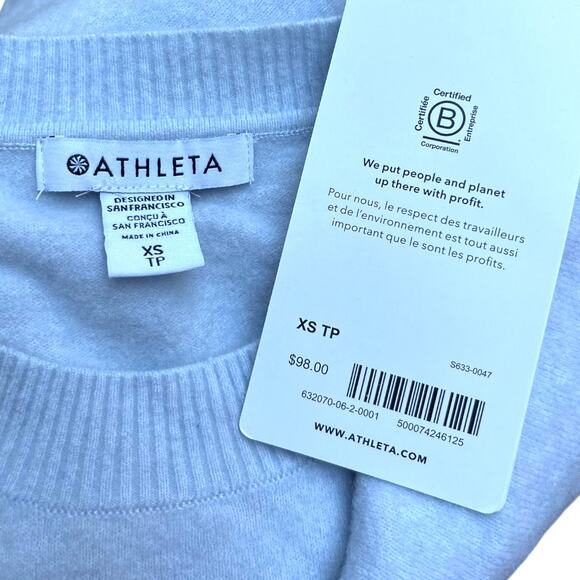 ATHLETA
DESIGNED IN
SAN FRANCISCO
CONÇU À
SAN FRANCISCO
MADE IN CHINA
XS
TP
Certified
Certifiée
B
Entreprise
Corporation
We put people and planet
up there with profit.
Pour nous, le respect des travailleurs
et de l'environnement est tout aussi
important que le sont les profits.
XS TP
$98.00
S633-0047
632070-06-2-0001 500074246125
WWW.ATHLETA.COM